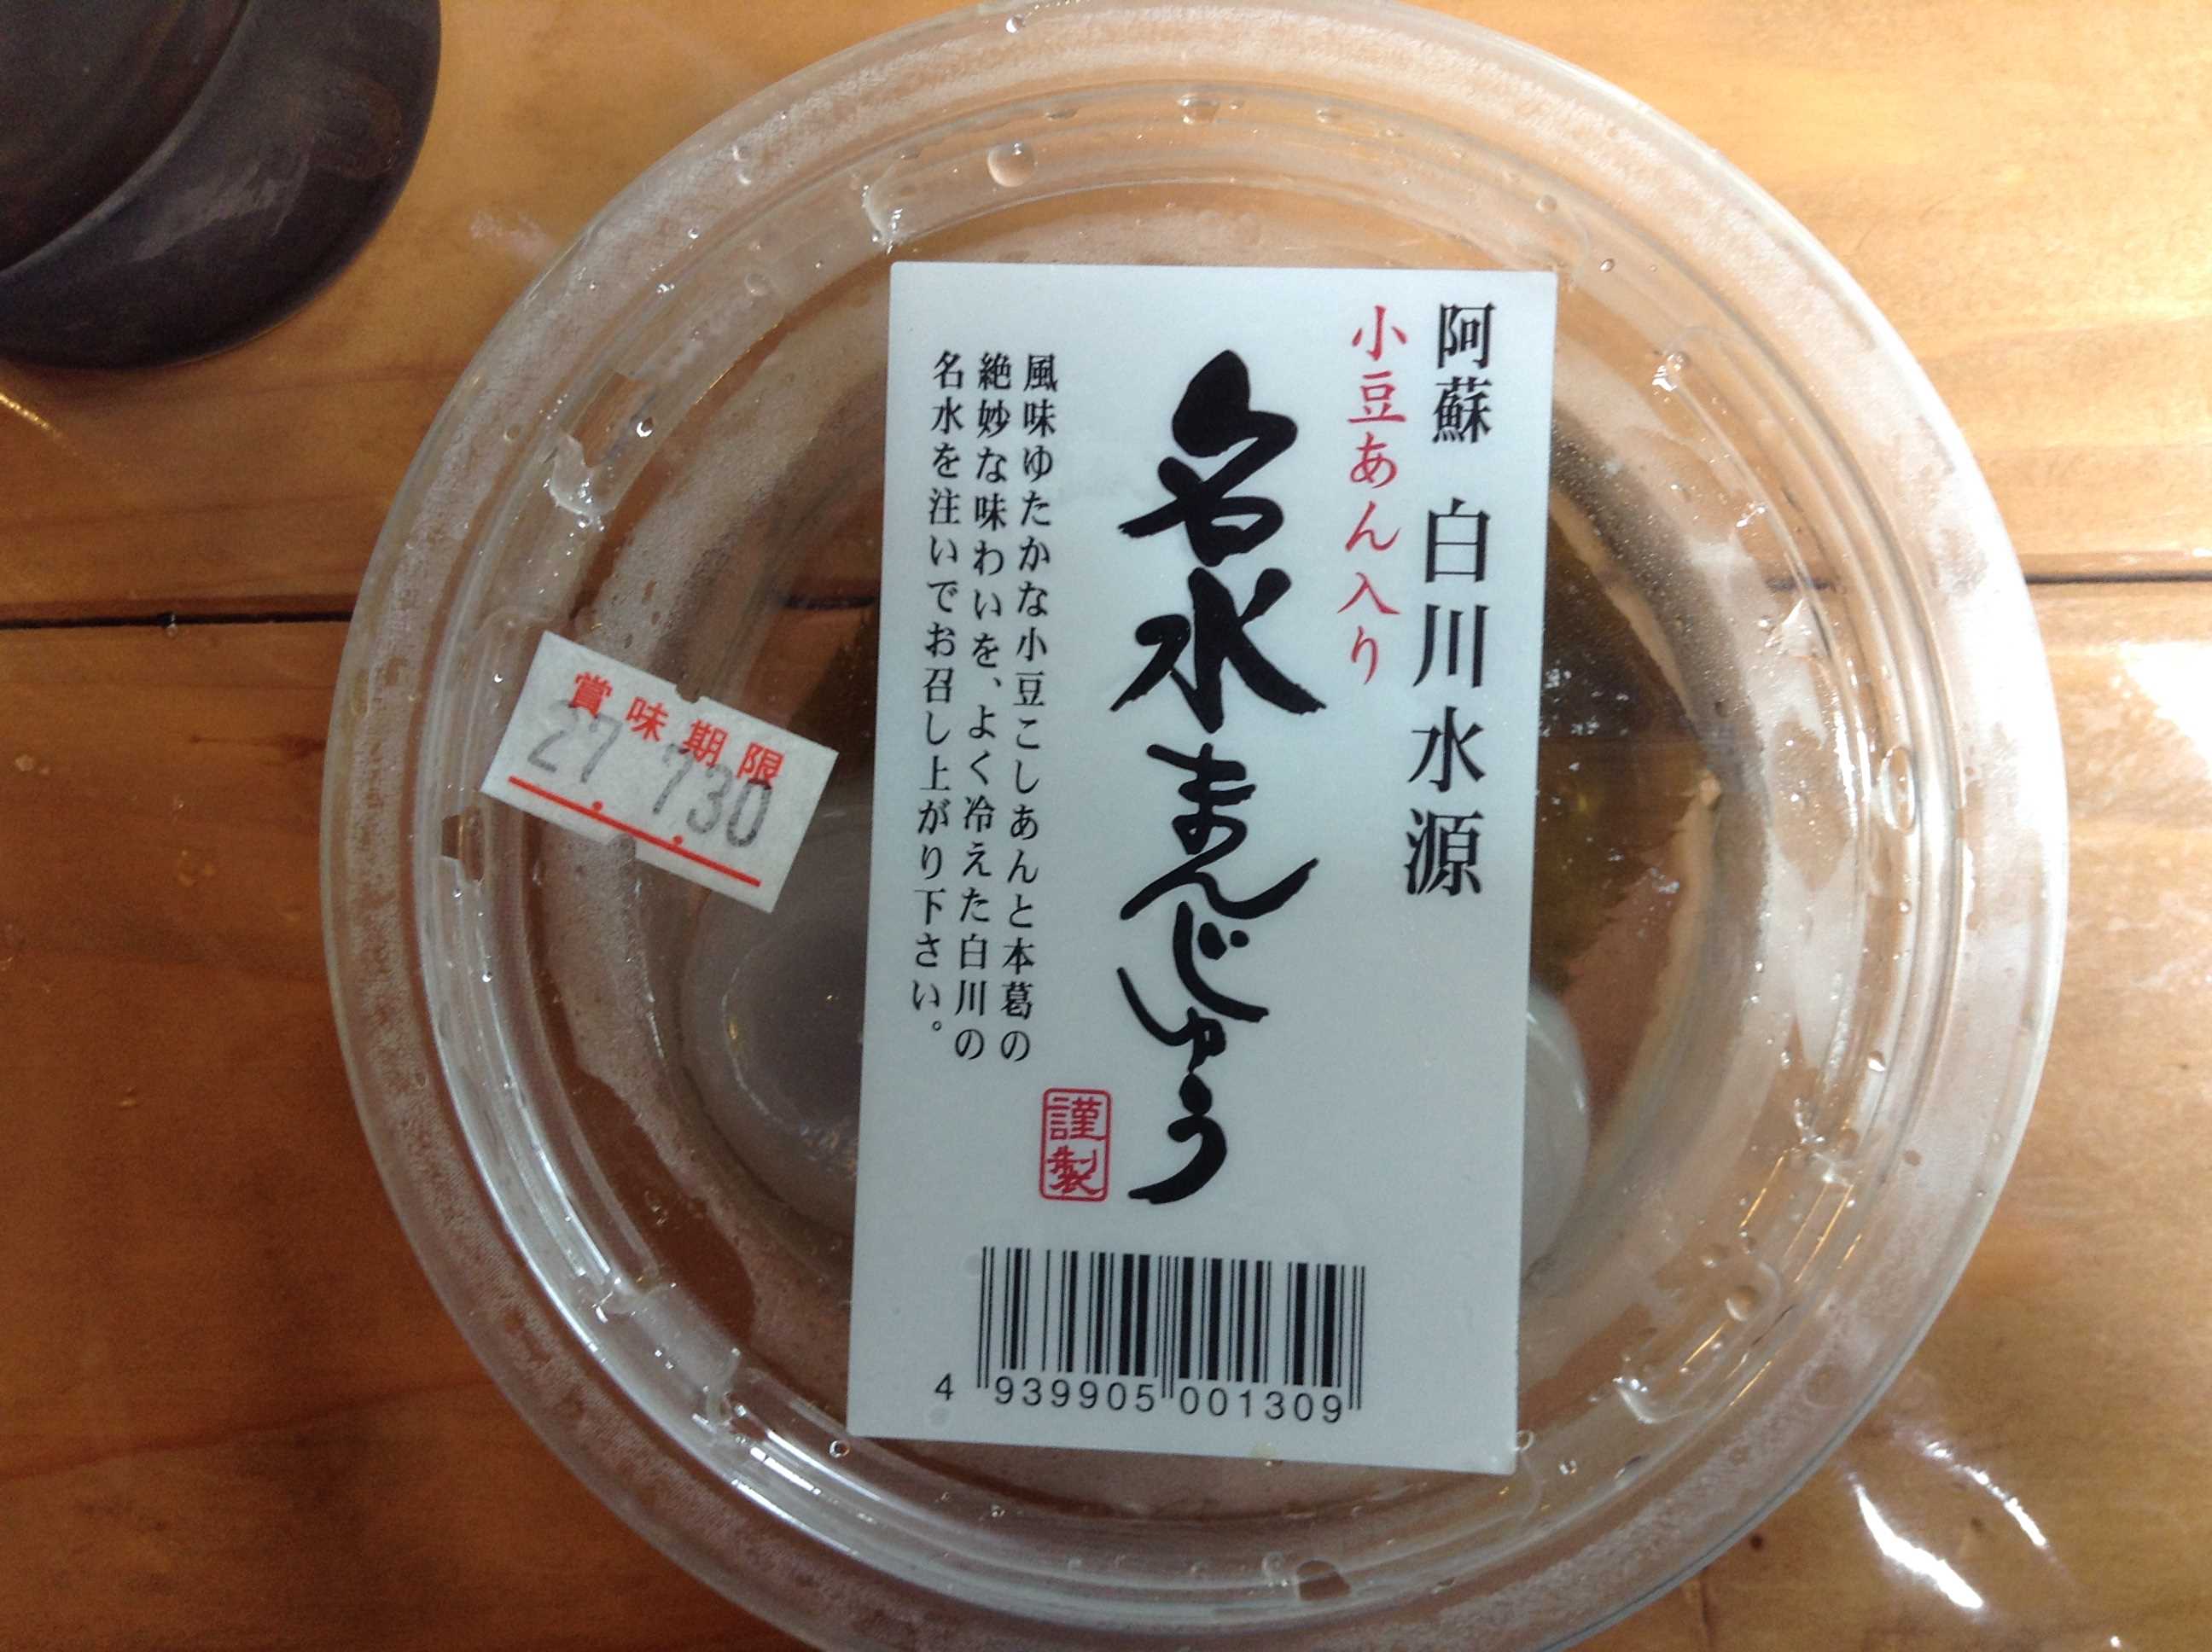 阿蘇 白川水源
小豆あん入り
名水まんじゅう
謹製
風味ゆたかな小豆こしあんと本葛の
絶妙な味わいを、よく冷えた白川の
名水を注いでお召し上がり下さい。
賞味期限
27. 7.30
4 939905 001309